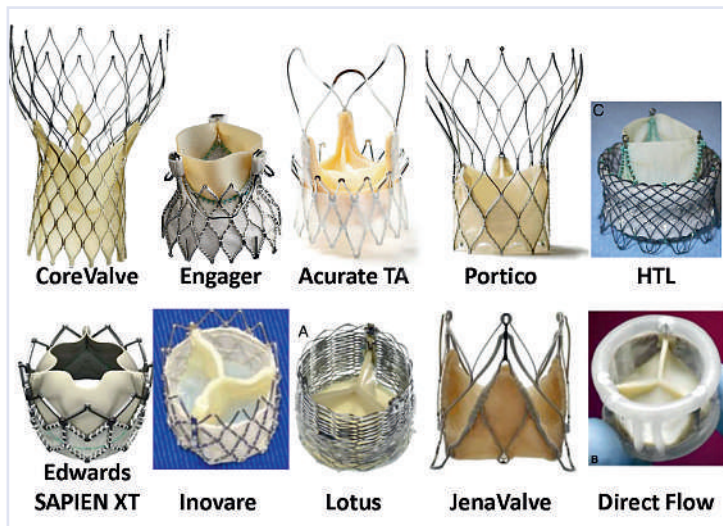 C
CoreValve Engager Acurate TA Portico HTL
A
B
Edwards
SAPIEN XT Inovare Lotus JenaValve Direct Flow